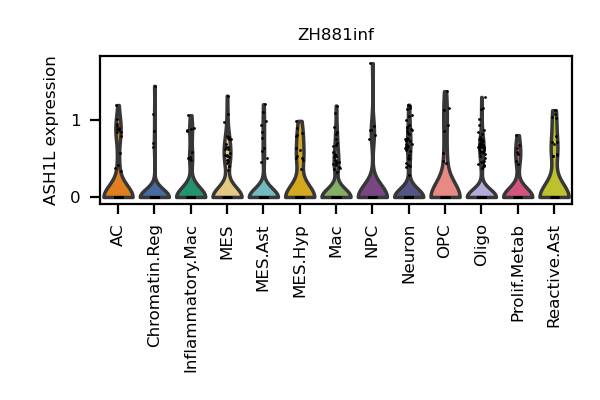 ZH881inf
ASH1L expression
1
0
AC
Chromatin.Reg
Inflammatory.Mac
MES
MES.Ast
MES.Hyp
Mac
NPC
Neuron
OPC
Oligo
Prolif.Metab
Reactive.Ast